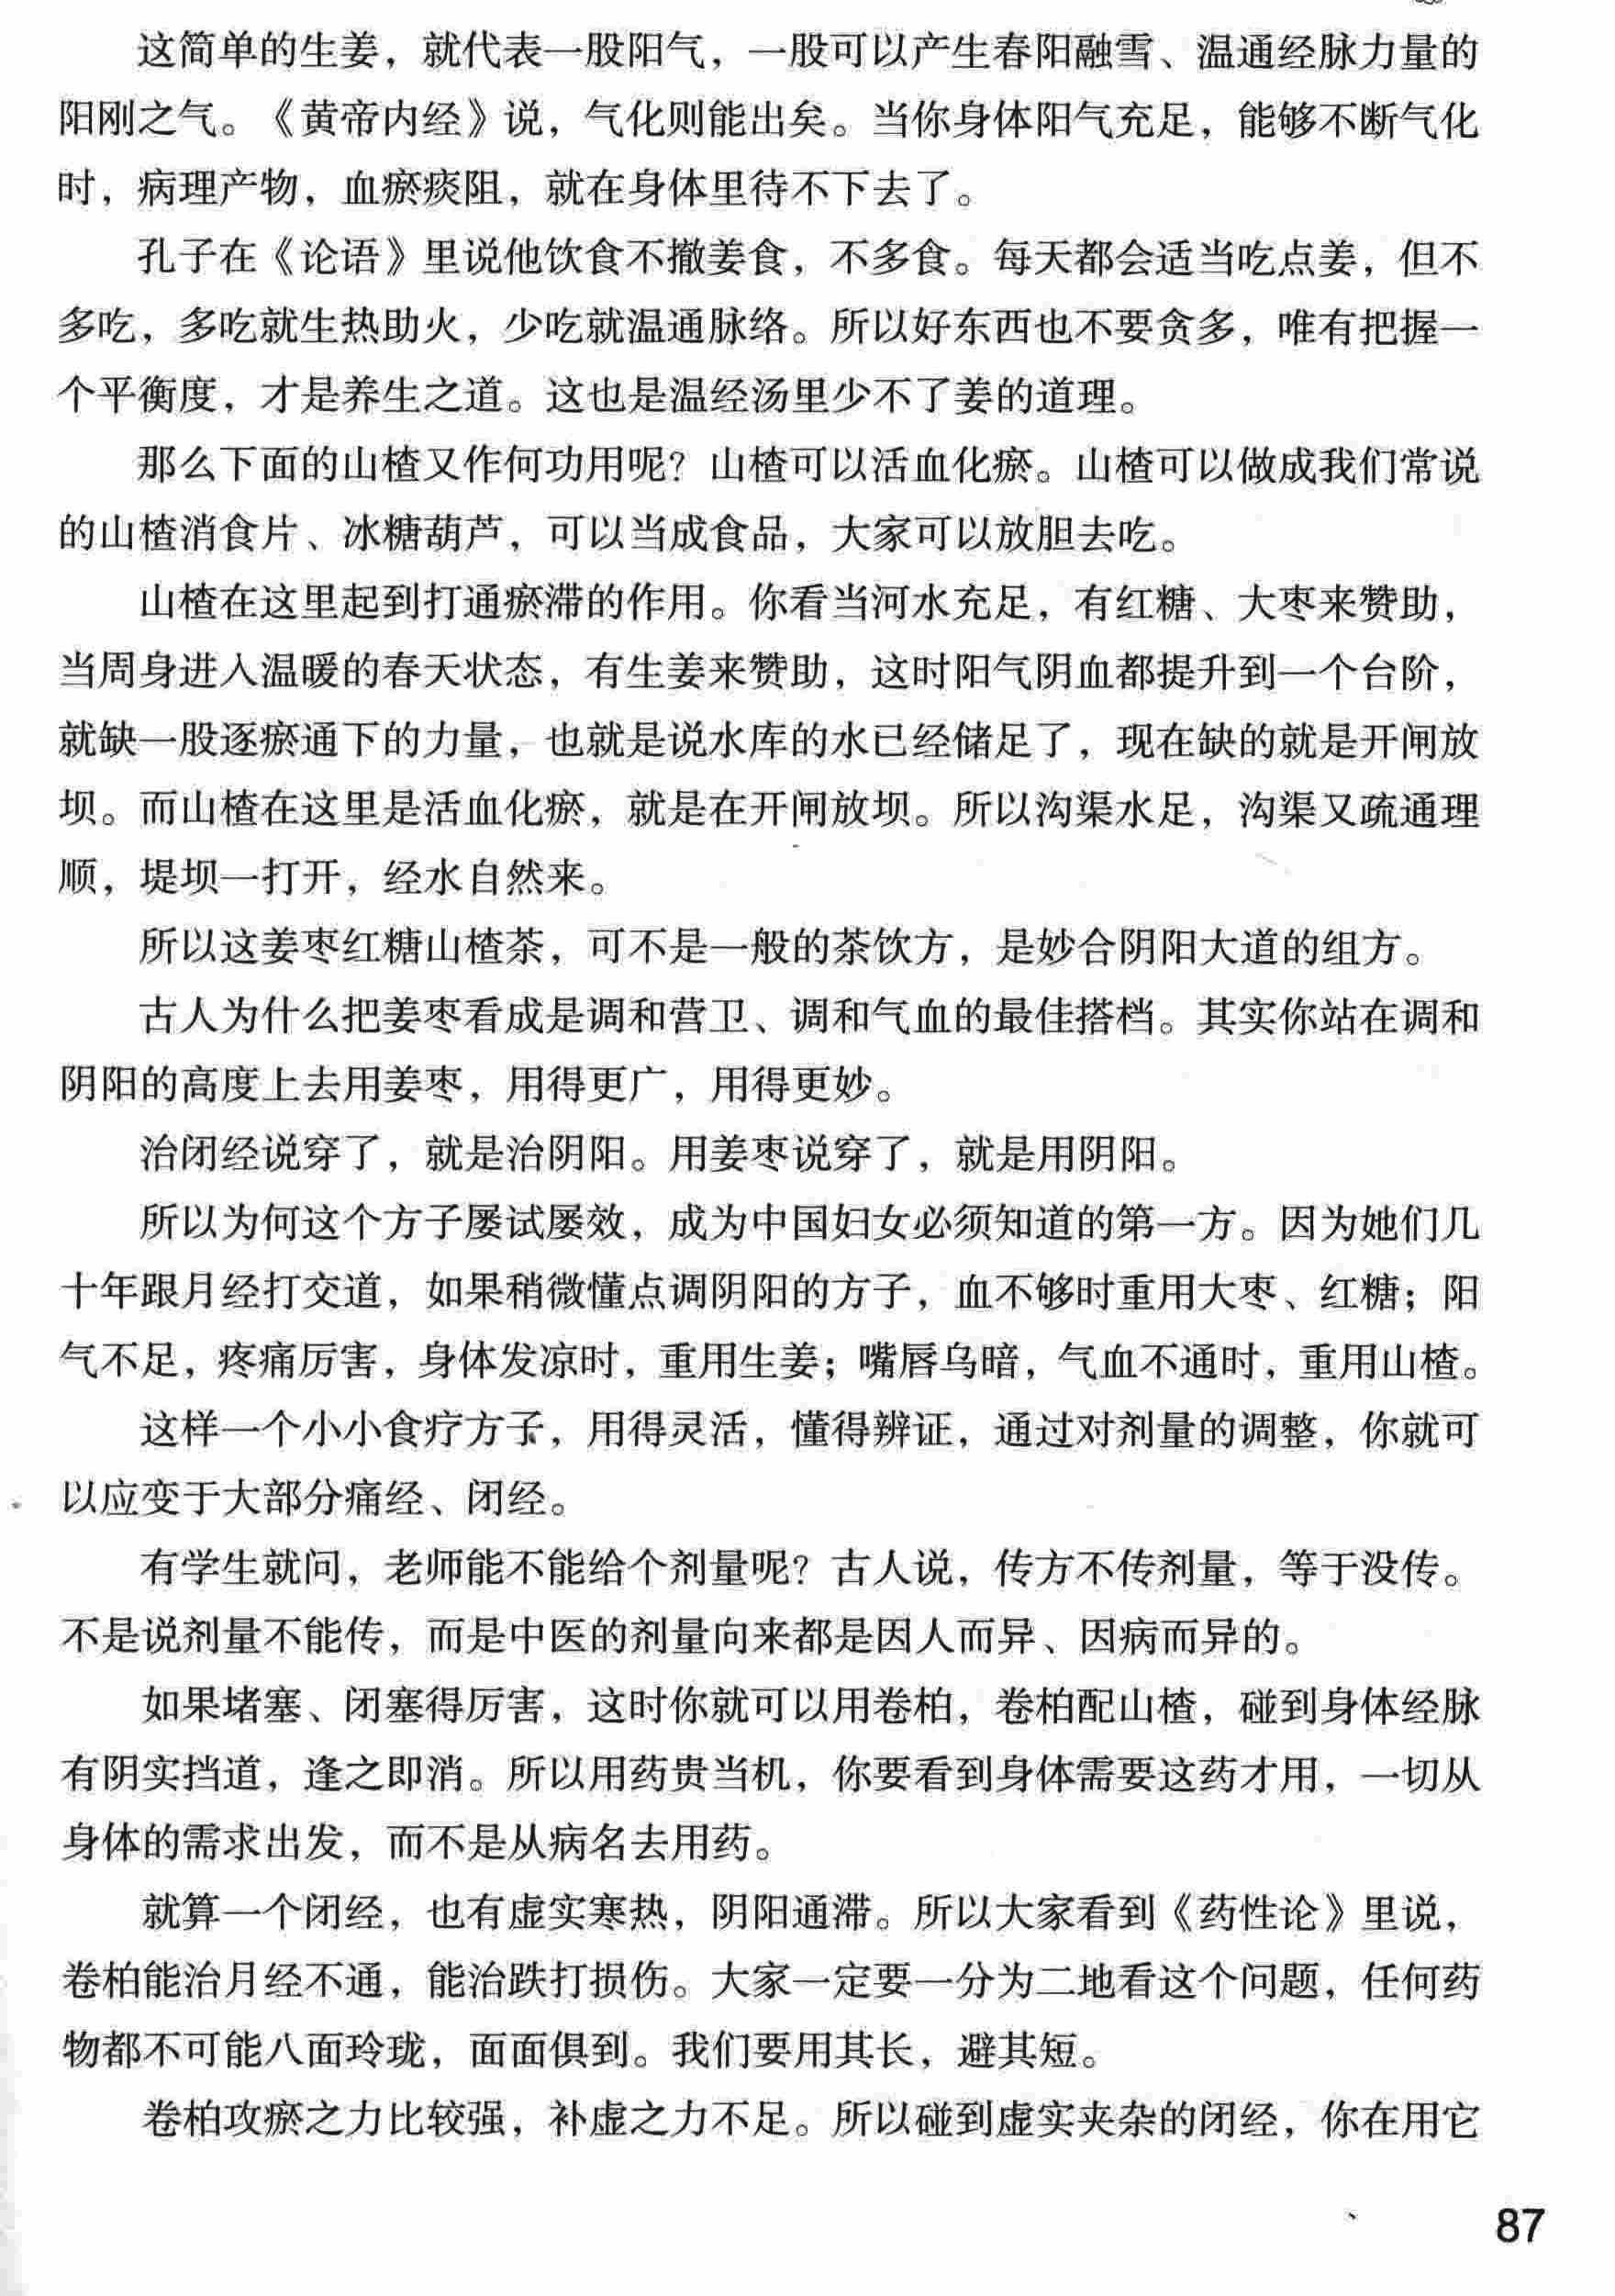 这简单的生姜，就代表一股阳气，一股可以产生春阳融雪、温通经脉力量的
阳刚之气。《黄帝内经》说，气化则能出矣。当你身体阳气充足，能够不断气化
时，病理产物，血瘀痰阻，就在身体里待不下去了。
孔子在《论语》里说他饮食不撤姜食，不多食。每天都会适当吃点姜，但不
多吃，多吃就生热助火，少吃就温通脉络。所以好东西也不要贪多，唯有把握一
个平衡度，才是养生之道。这也是温经汤里少不了姜的道理。
那么下面的山楂又作何功用呢？山楂可以活血化瘀。山楂可以做成我们常说
的山楂消食片、冰糖葫芦，可以当成食品，大家可以放胆去吃。
山楂在这里起到打通瘀滞的作用。你看当河水充足，有红糖、大枣来赞助，
当周身进入温暖的春天状态，有生姜来赞助，这时阳气阴血都提升到一个台阶，
就缺一股逐瘀通下的力量，也就是说水库的水已经储足了，现在缺的就是开闸放
坝。而山楂在这里是活血化瘀，就是在开闸放坝。所以沟渠水足，沟渠又疏通理
顺，堤坝一打开，经水自然来。
所以这姜枣红糖山楂茶，可不是一般的茶饮方，是妙合阴阳大道的组方。
古人为什么把姜枣看成是调和营卫、调和气血的最佳搭档。其实你站在调和
阴阳的高度上去用姜枣，用得更广，用得更妙。
治闭经说穿了，就是治阴阳。用姜枣说穿了，就是用阴阳。
所以为何这个方子屡试屡效，成为中国妇女必须知道的第一方。因为她们几
十年跟月经打交道，如果稍微懂点调阴阳的方子，血不够时重用大枣、红糖；阳
气不足，疼痛厉害，身体发凉时，重用生姜；嘴唇乌暗，气血不通时，重用山楂。
这样一个小小食疗方子，用得灵活，懂得辨证，通过对剂量的调整，你就可
以应变于大部分痛经、闭经。
有学生就问，老师能不能给个剂量呢？古人说，传方不传剂量，等于没传。
不是说剂量不能传，而是中医的剂量向来都是因人而异、因病而异的。
如果堵塞、闭塞得厉害，这时你就可以用卷柏，卷柏配山楂，碰到身体经脉
有阴实挡道，逢之即消。所以用药贵当机，你要看到身体需要这药才用，一切从
身体的需求出发，而不是从病名去用药。
就算一个闭经，也有虚实寒热，阴阳通滞。所以大家看到《药性论》里说，
卷柏能治月经不通，能治跌打损伤。大家一定要一分为二地看这个问题，任何药
物都不可能八面玲珑，面面俱到。我们要用其长，避其短。
卷柏攻瘀之力比较强，补虚之力不足。所以碰到虚实夹杂的闭经，你在用它
87